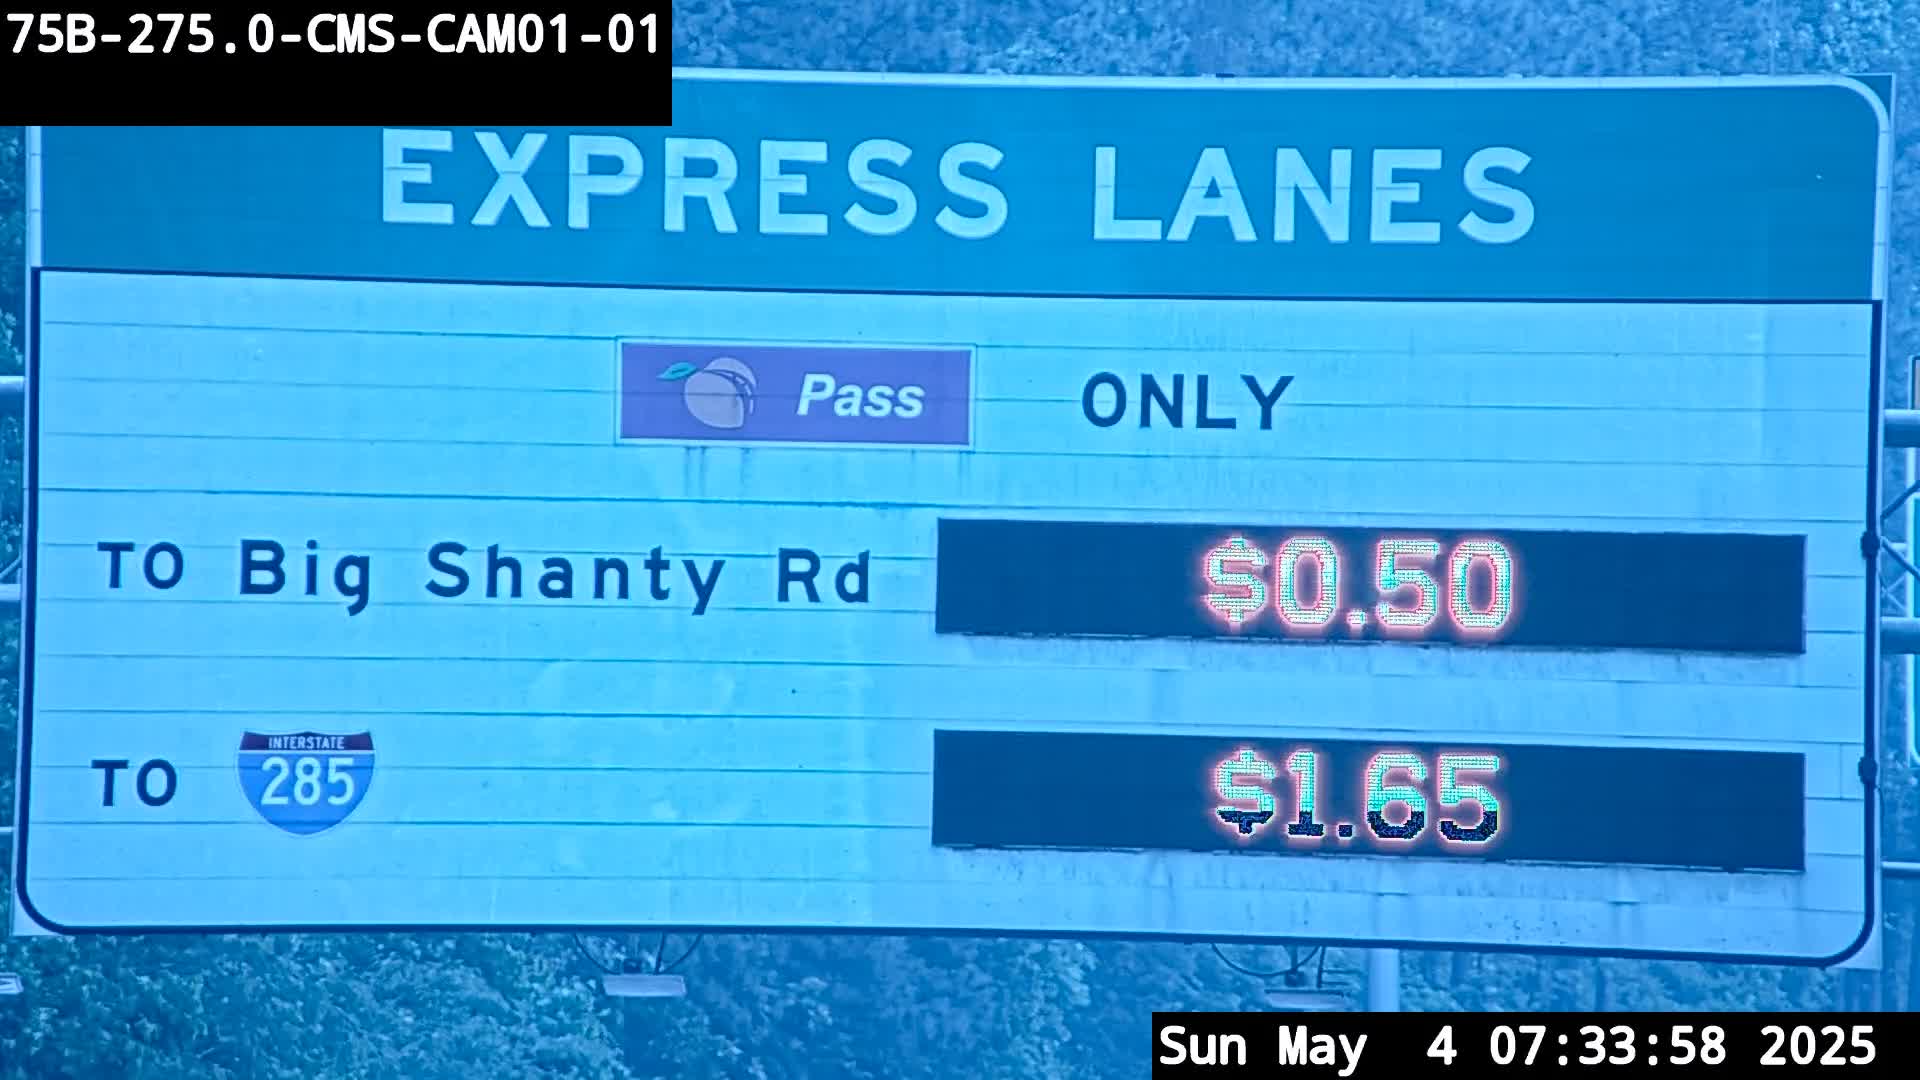 75B-275.0-CMS-CAM01-01
EXPRESS LANES
Pass ONLY
TO Big Shanty Rd $0.50
TO INTERSTATE 285 $1.65
Sun May 4 07:33:58 2025